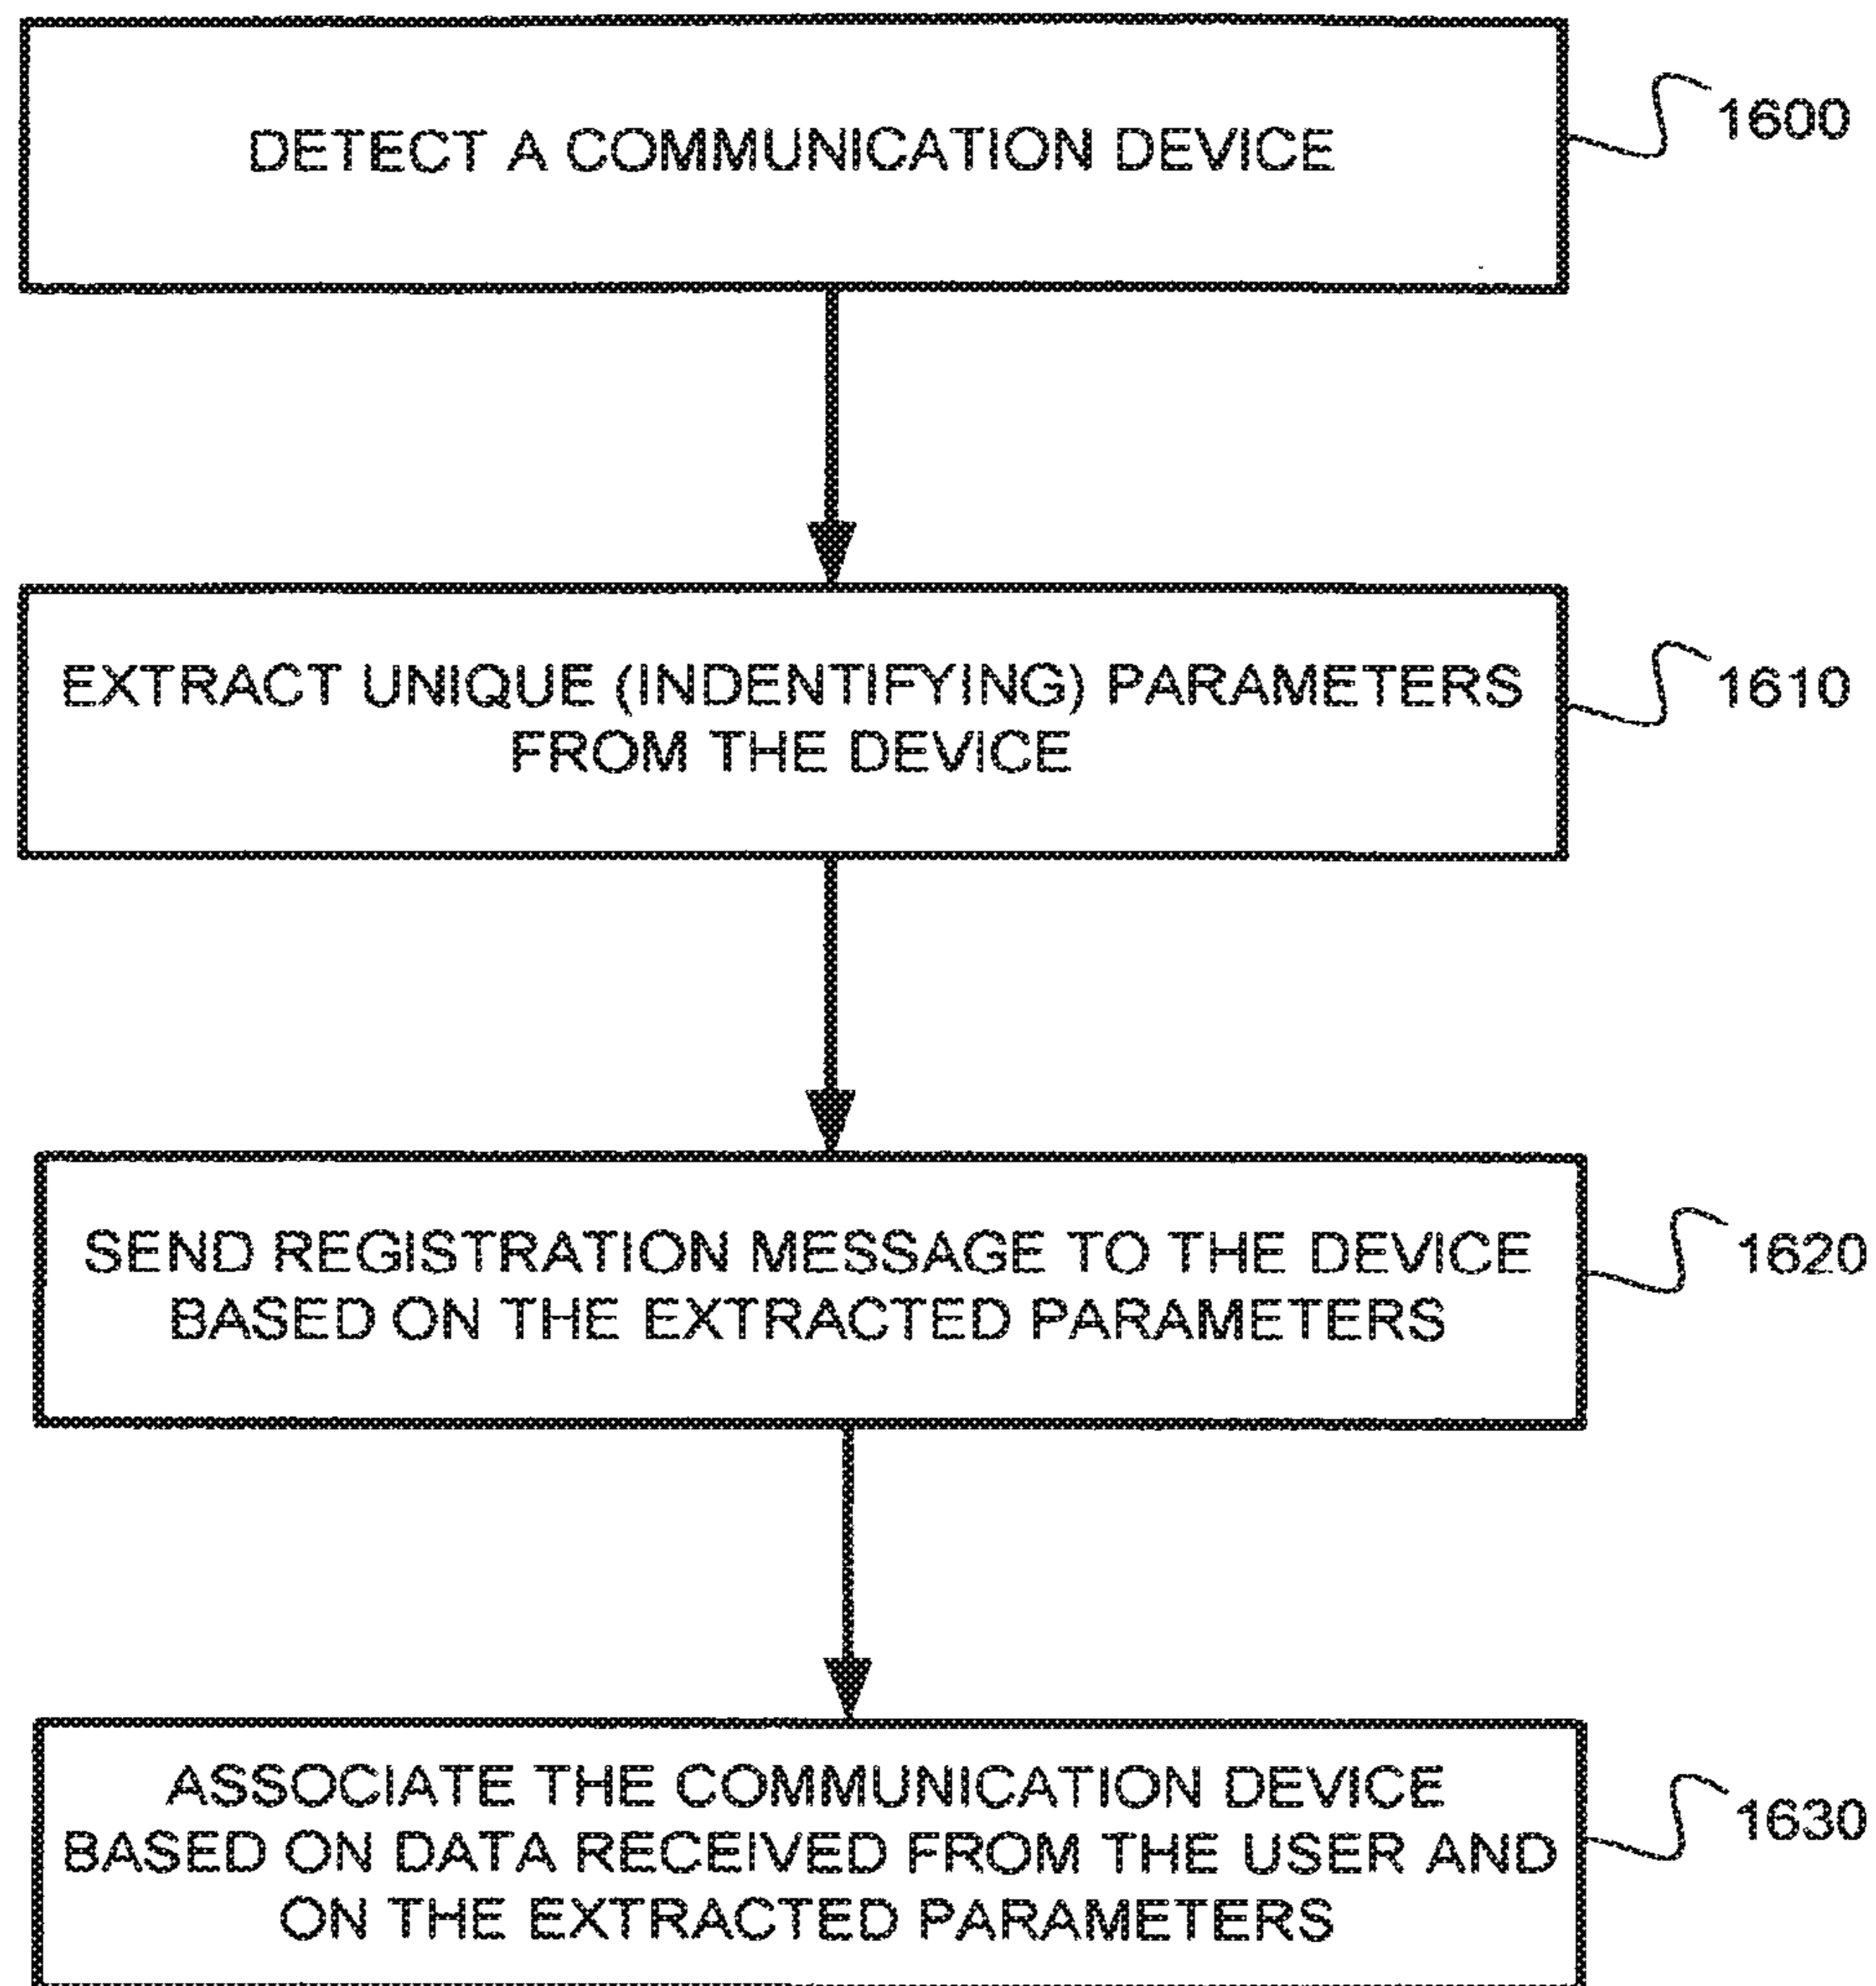 DETECT A COMMUNICATION DEVICE
1600
EXTRACT UNIQUE (INDENTIFYING) PARAMETERS
FROM THE DEVICE
1610
SEND REGISTRATION MESSAGE TO THE DEVICE
BASED ON THE EXTRACTED PARAMETERS
1620
ASSOCIATE THE COMMUNICATION DEVICE
BASED ON DATA RECEIVED FROM THE USER AND
ON THE EXTRACTED PARAMETERS
1630